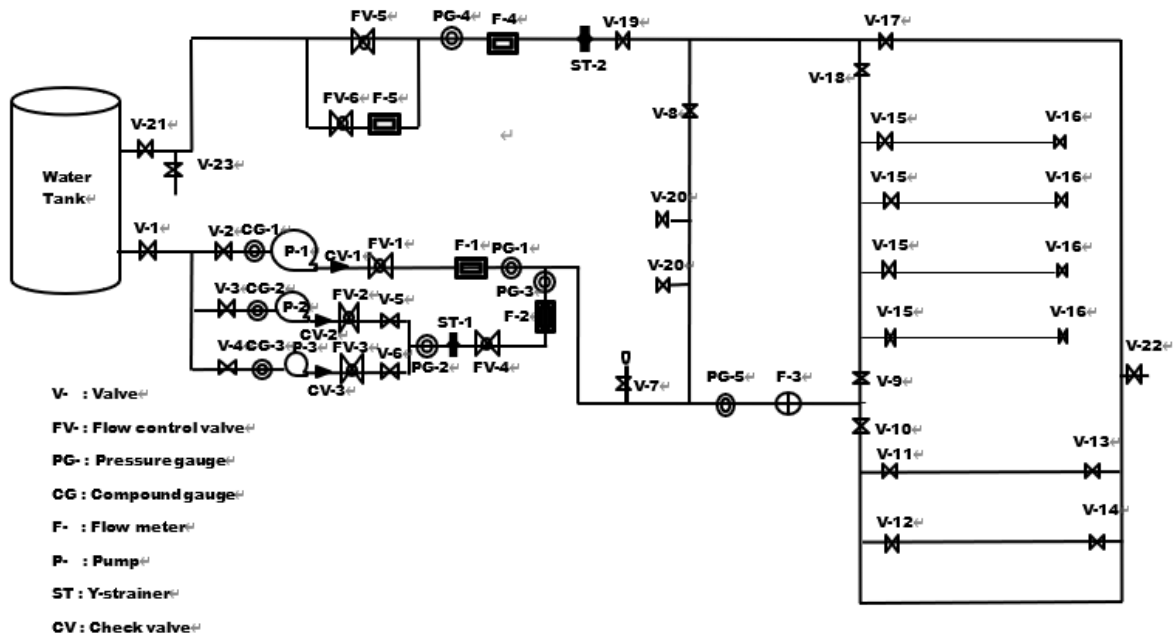 FV-5↵
PG-4↵
F-4↵
V-19↵
V-17↵
ST-2↵
V-18↵
FV-6↵
F-5↵
V-21↵
V-8↵
↵
V-15↵
V-16↵
V-23↵
Water
Tank↵
V-15↵
V-16↵
V-20↵
V-1↵
V-2↵
CG-1↵
P-1↵
CV-1↵
FV-1↵
F-1↵
PG-1↵
V-15↵
V-16↵
PG-3↵
V-20↵
V-3↵
CG-2↵
P-2↵
FV-2↵
V-5↵
F-2↵
V-15↵
V-16↵
CV-2↵
ST-1↵
V-4↵
CG-3↵
P-3↵
FV-3↵
V-6↵
PG-2↵
FV-4↵
V-22↵
CV-3↵
V-7↵
PG-5↵
F-3↵
V-9↵
V-10↵
V-11↵
V-13↵
V-12↵
V-14↵
V- : Valve↵
FV- : Flow control valve↵
PG- : Pressure gauge↵
CG : Compound gauge↵
F- : Flow meter↵
P- : Pump↵
ST : Y-strainer↵
CV : Check valve↵